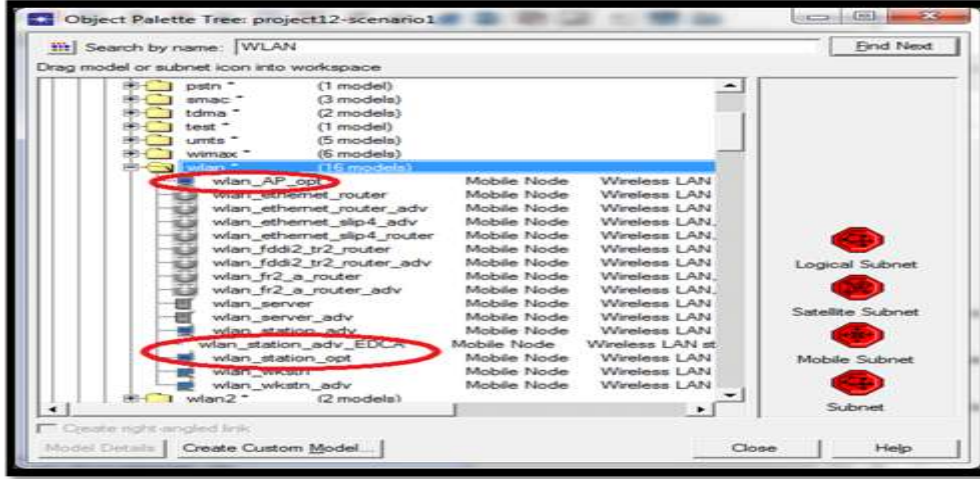 Object Palette Tree: project12-scenario1
Search by name: WLAN Find Next
Drag model or subnet icon into workspace
pstn * (1 model)
smac * (3 models)
tdma * (2 models)
test * (1 model)
umts * (5 models)
wimax * (6 models)
wlan * (16 models)
wlan_AP_opt Mobile Node Wireless LAN
wlan_ethernet_router Mobile Node Wireless LAN
wlan_ethernet_router_adv Mobile Node Wireless LAN
wlan_ethernet_slip4_adv Mobile Node Wireless LAN,
wlan_ethernet_slip4_router Mobile Node Wireless LAN,
wlan_fddi2_tr2_router Mobile Node Wireless LAN
wlan_fddi2_tr2_router_adv Mobile Node Wireless LAN
wlan_fr2_a_router Mobile Node Wireless LAN,
wlan_fr2_a_router_adv Mobile Node Wireless LAN,
wlan_server Mobile Node Wireless LAN
wlan_server_adv Mobile Node Wireless LAN
wlan_station_adv Mobile Node Wireless LAN
wlan_station_adv_EDCA Mobile Node Wireless LAN st
wlan_station_opt Mobile Node Wireless LAN
wlan_wkstn Mobile Node Wireless LAN
wlan_wkstn_adv Mobile Node Wireless LAN
wlan2 * (2 models)
Logical Subnet
Satellite Subnet
Mobile Subnet
Subnet
Create right-angled link
Model Details Create Custom Model... Close Help